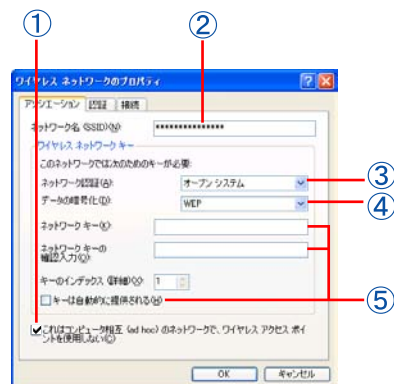 ① ②
ワイヤレス ネットワークのプロパティ
アソシエーション 認証 接続
ネットワーク名 (SSID)(N): ***************
ワイヤレス ネットワーク キー
このネットワークでは次のためのキーが必要:
ネットワーク認証(A): オープン システム ③
データの暗号化(D): WEP ④
ネットワーク キー(K):
ネットワーク キーの
確認入力(O):
キーのインデックス (詳細)(X): 1
キーは自動的に提供される(H) ⑤
これはコンピュータ相互 (ad hoc) のネットワークで、ワイヤレス アクセス ポイ
ントを使用しない(C)
OK キャンセル